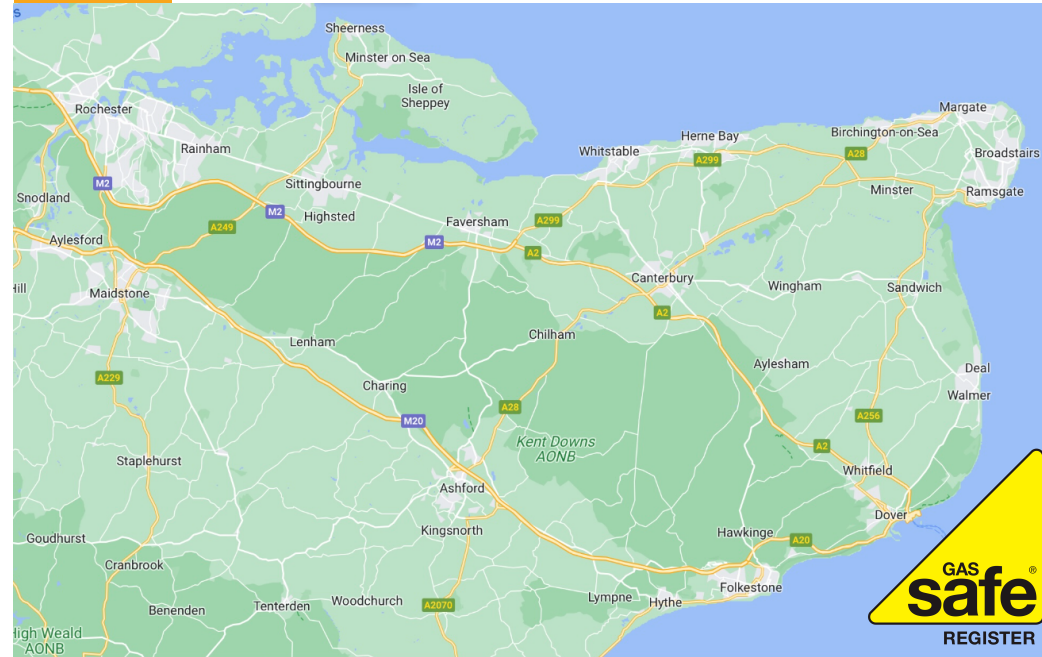 S
Sheerness
Minster on Sea
Isle of
Sheppey
Rochester
Margate
Herne Bay
Birchington-on-Sea
Rainham
Whitstable
A299
A28
Broadstairs
M2
Sittingbourne
Minster
Ramsgate
Snodland
M2
Highsted
Faversham
A299
A249
Aylesford
M2
A2
Canterbury
Wingham
Sandwich
ill
Maidstone
A2
Chilham
Lenham
Aylesham
Deal
A229
Charing
Walmer
A28
A256
M20
Kent Downs
AONB
A2
Staplehurst
Whitfield
Ashford
Dover
Kingsnorth
Hawkinge
A20
Goudhurst
Cranbrook
GAS
safe®
REGISTER
Folkestone
Lympne
Hythe
Woodchurch
A2070
Benenden
Tenterden
High Weald
AONB